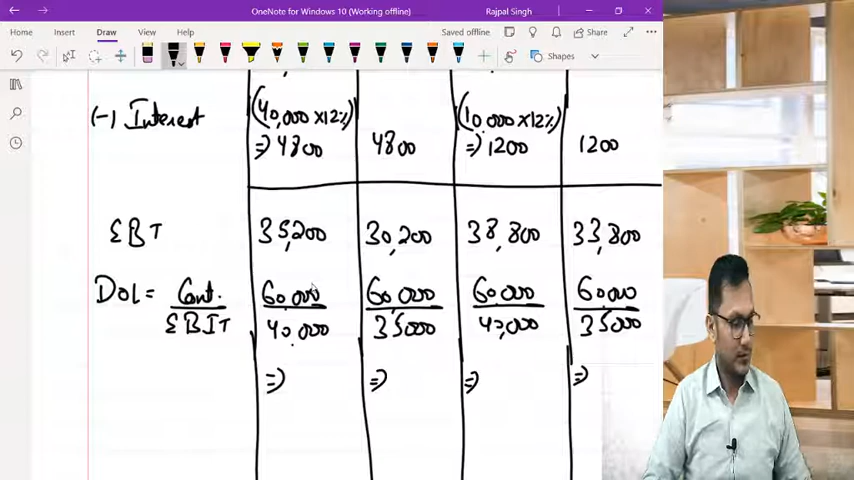 OneNote for Windows 10 (Working offline)
Rajpal Singh
Home Insert Draw View Help
Saved offline Share
Shapes
(-) Interest (40,000 x 12%) (10,000 x 12%)
=) 4800 4800 =) 1200 1200
EBT 35,200 30,200 38,800 33,800
DOL = Cont. 60,000 60,000 60,000 60,000
EBIT 40,000 35,000 40,000 35000
=) =) =) =)